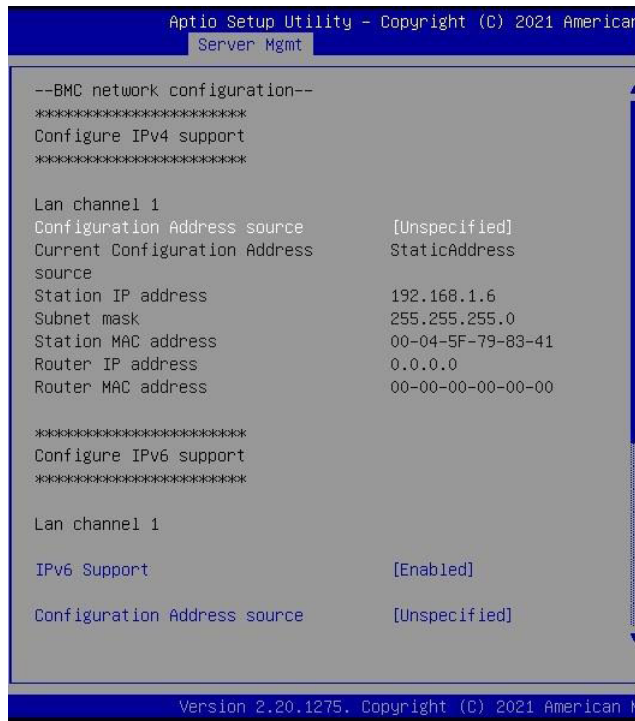 Aptio Setup Utility – Copyright (C) 2021 American
Server Mgmt
--BMC network configuration--
***********************
Configure IPv4 support
***********************
Lan channel 1
Configuration Address source [Unspecified]
Current Configuration Address StaticAddress
source
Station IP address 192.168.1.6
Subnet mask 255.255.255.0
Station MAC address 00-04-5F-79-83-41
Router IP address 0.0.0.0
Router MAC address 00-00-00-00-00-00
***********************
Configure IPv6 support
***********************
Lan channel 1
IPv6 Support [Enabled]
Configuration Address source [Unspecified]
Version 2.20.1275. Copyright (C) 2021 American